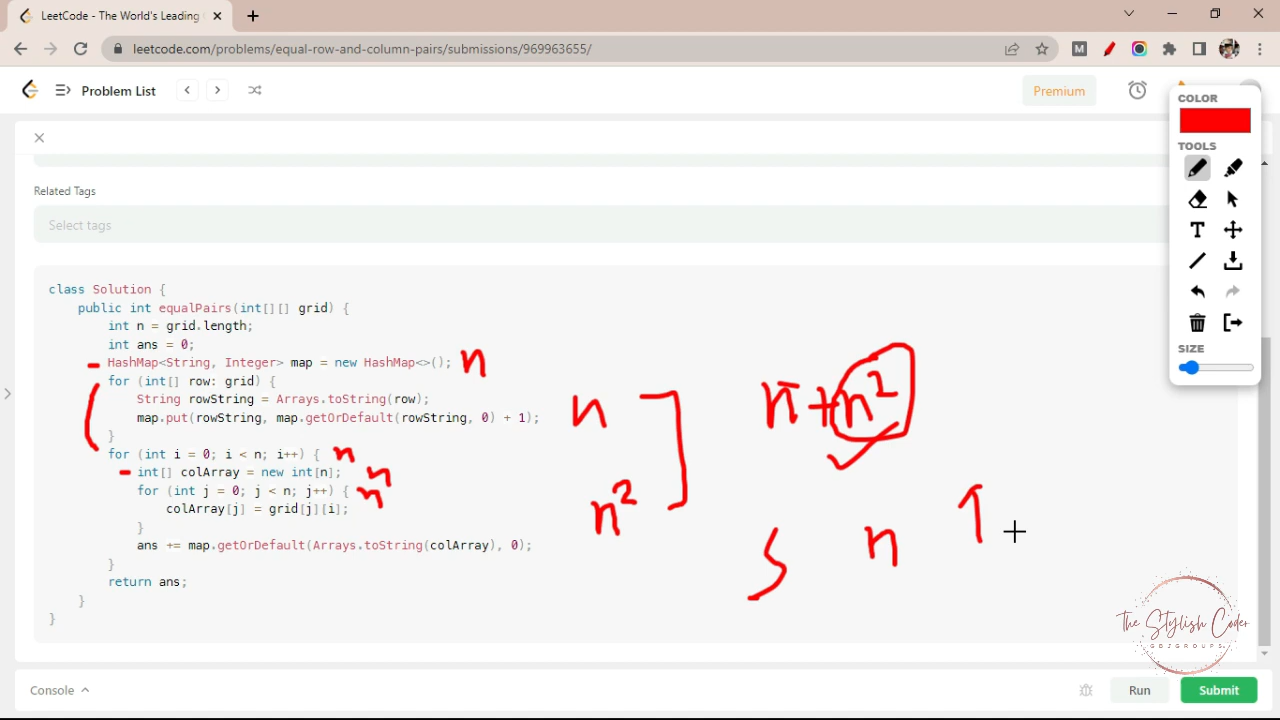 LeetCode - The World's Leading
leetcode.com/problems/equal-row-and-column-pairs/submissions/969963655/
M
Problem List
Premium
COLOR
TOOLS
T
SIZE
Related Tags
Select tags
class Solution {
public int equalPairs(int[][] grid) {
int n = grid.length;
int ans = 0;
HashMap<String, Integer> map = new HashMap<>(); n
for (int[] row: grid) {
String rowString = Arrays.toString(row);
map.put(rowString, map.getOrDefault(rowString, 0) + 1); n
}
for (int i = 0; i < n; i++) { n
int[] colArray = new int[n]; n
for (int j = 0; j < n; j++) { n
colArray[j] = grid[j][i];
}
ans += map.getOrDefault(Arrays.toString(colArray), 0);
}
return ans;
}
}
n²
n+n²
S n 1
The Stylish Coder
Console
Run
Submit